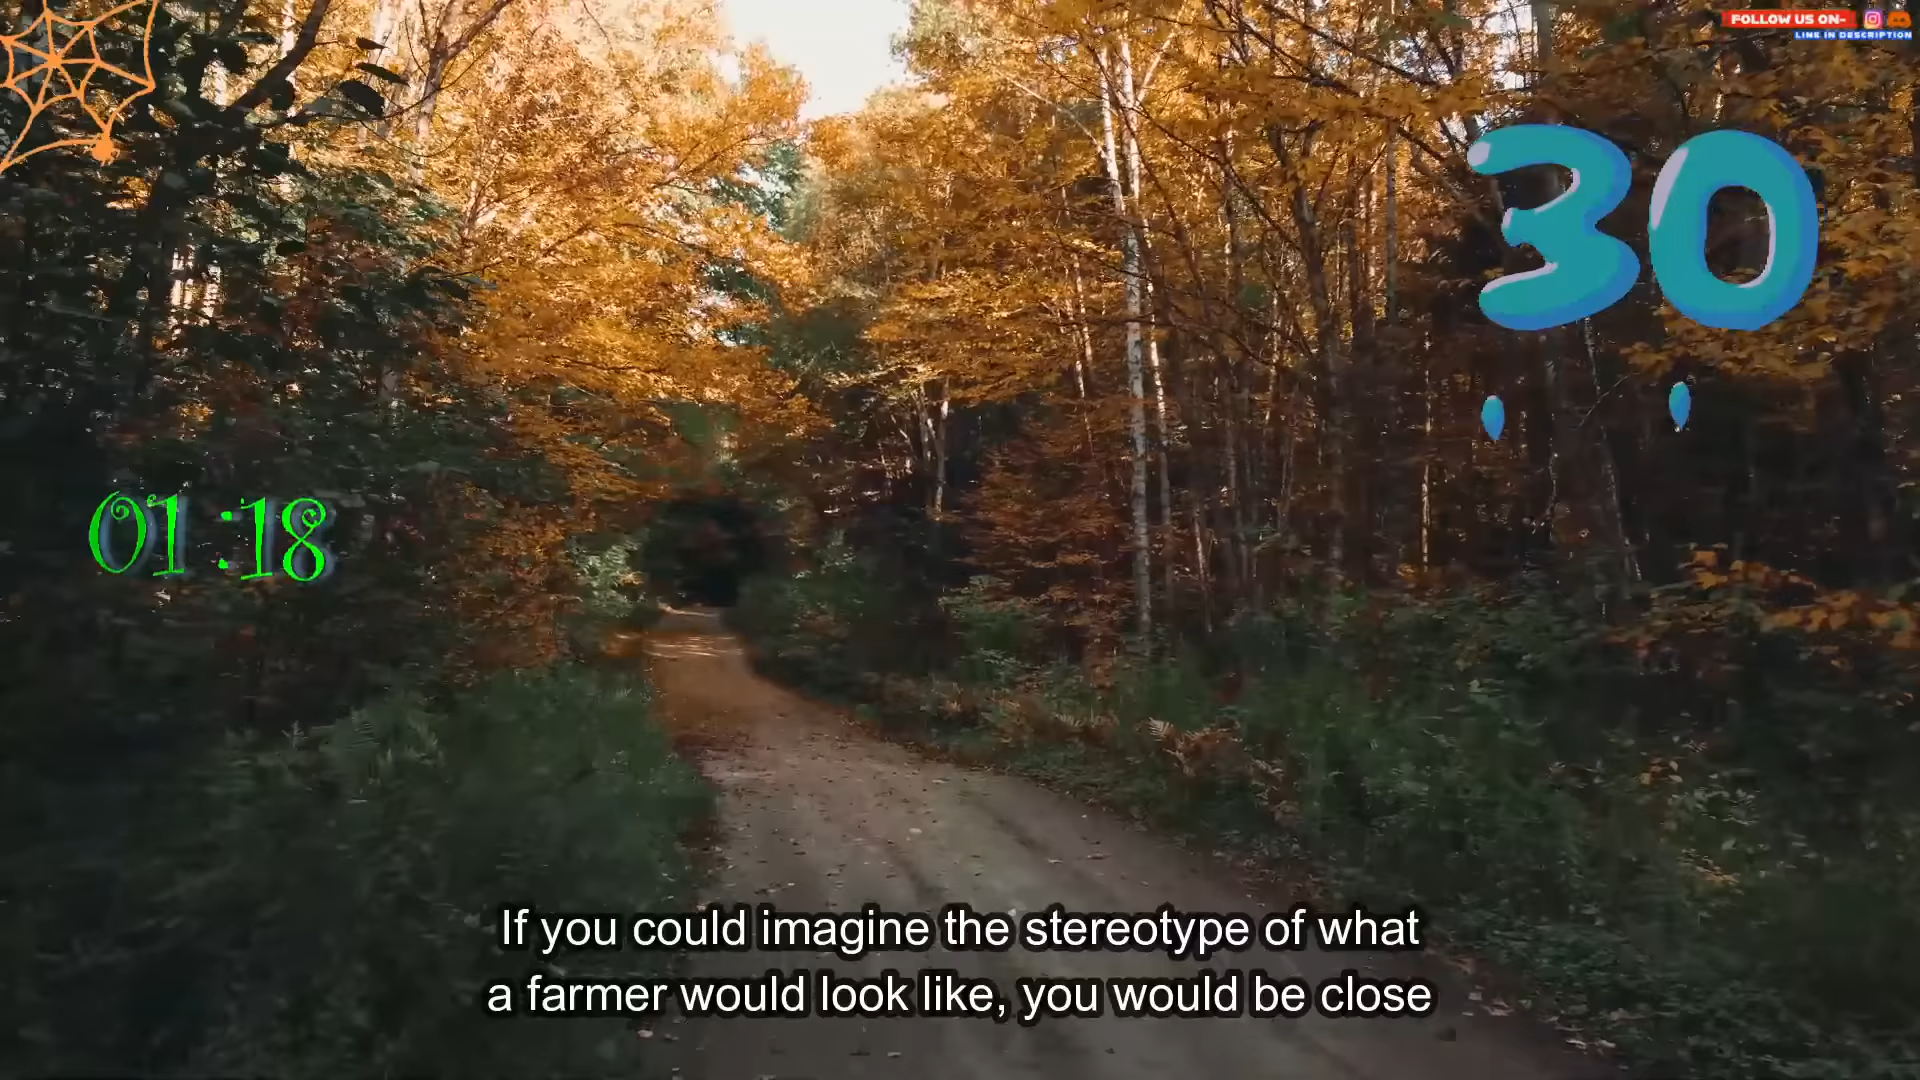 FOLLOW US ON-
LINK IN DESCRIPTION
30
01:18
If you could imagine the stereotype of what
a farmer would look like, you would be close